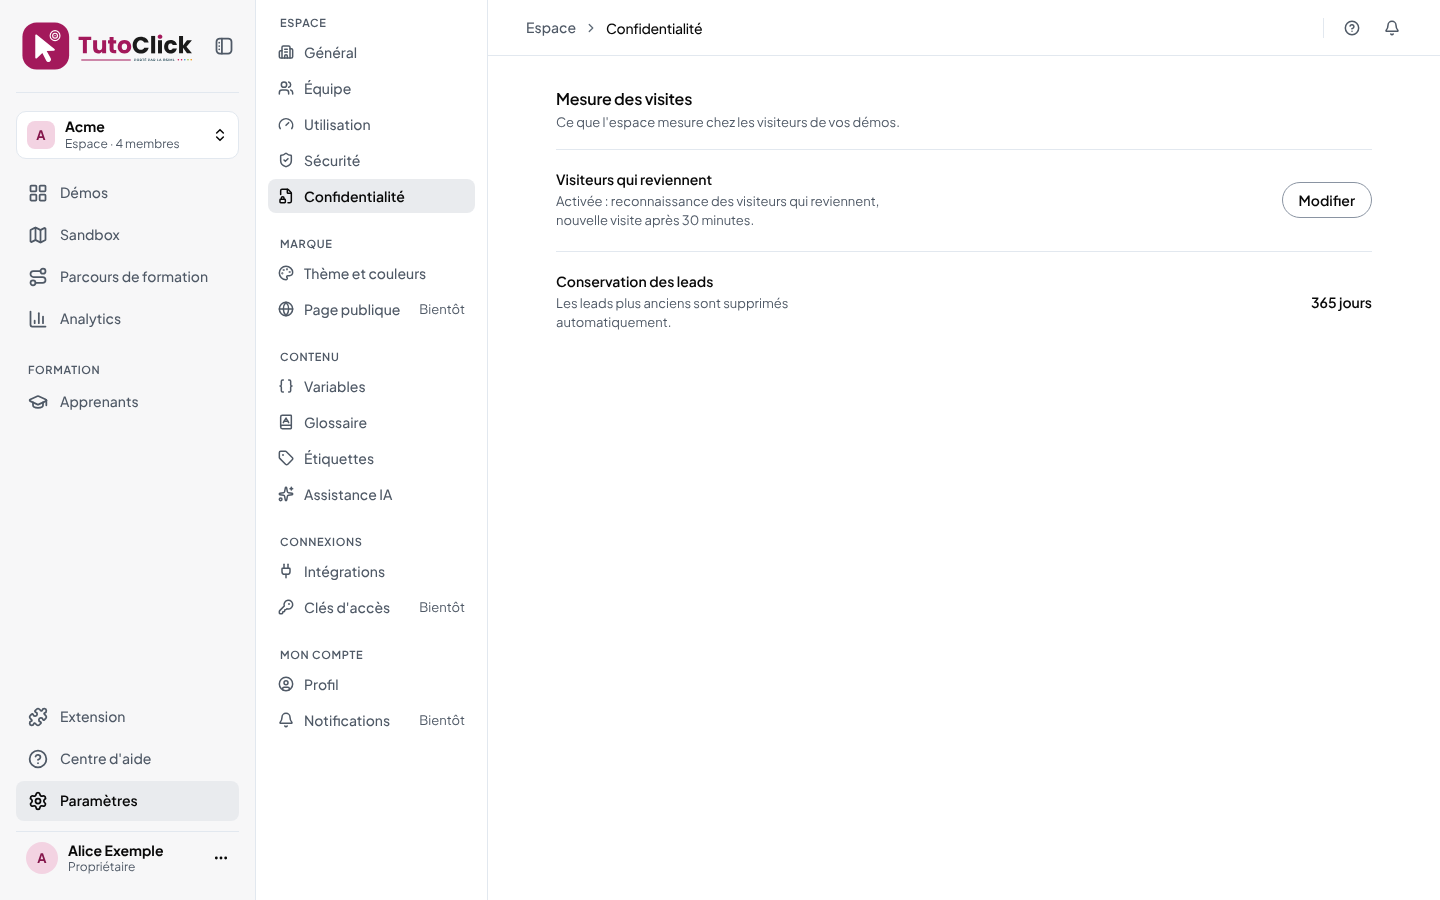 TutoClick
A
Acme
Espace · 4 membres
Démos
Sandbox
Parcours de formation
Analytics
FORMATION
Apprenants
Extension
Centre d'aide
Paramètres
A
Alice Exemple
Propriétaire
ESPACE
Général
Équipe
Utilisation
Sécurité
Confidentialité
MARQUE
Thème et couleurs
Page publique Bientôt
CONTENU
Variables
Glossaire
Étiquettes
Assistance IA
CONNEXIONS
Intégrations
Clés d'accès Bientôt
MON COMPTE
Profil
Notifications Bientôt
Espace > Confidentialité
Mesure des visites
Ce que l'espace mesure chez les visiteurs de vos démos.
Visiteurs qui reviennent
Activée : reconnaissance des visiteurs qui reviennent,
nouvelle visite après 30 minutes.
Modifier
Conservation des leads
Les leads plus anciens sont supprimés
automatiquement.
365 jours